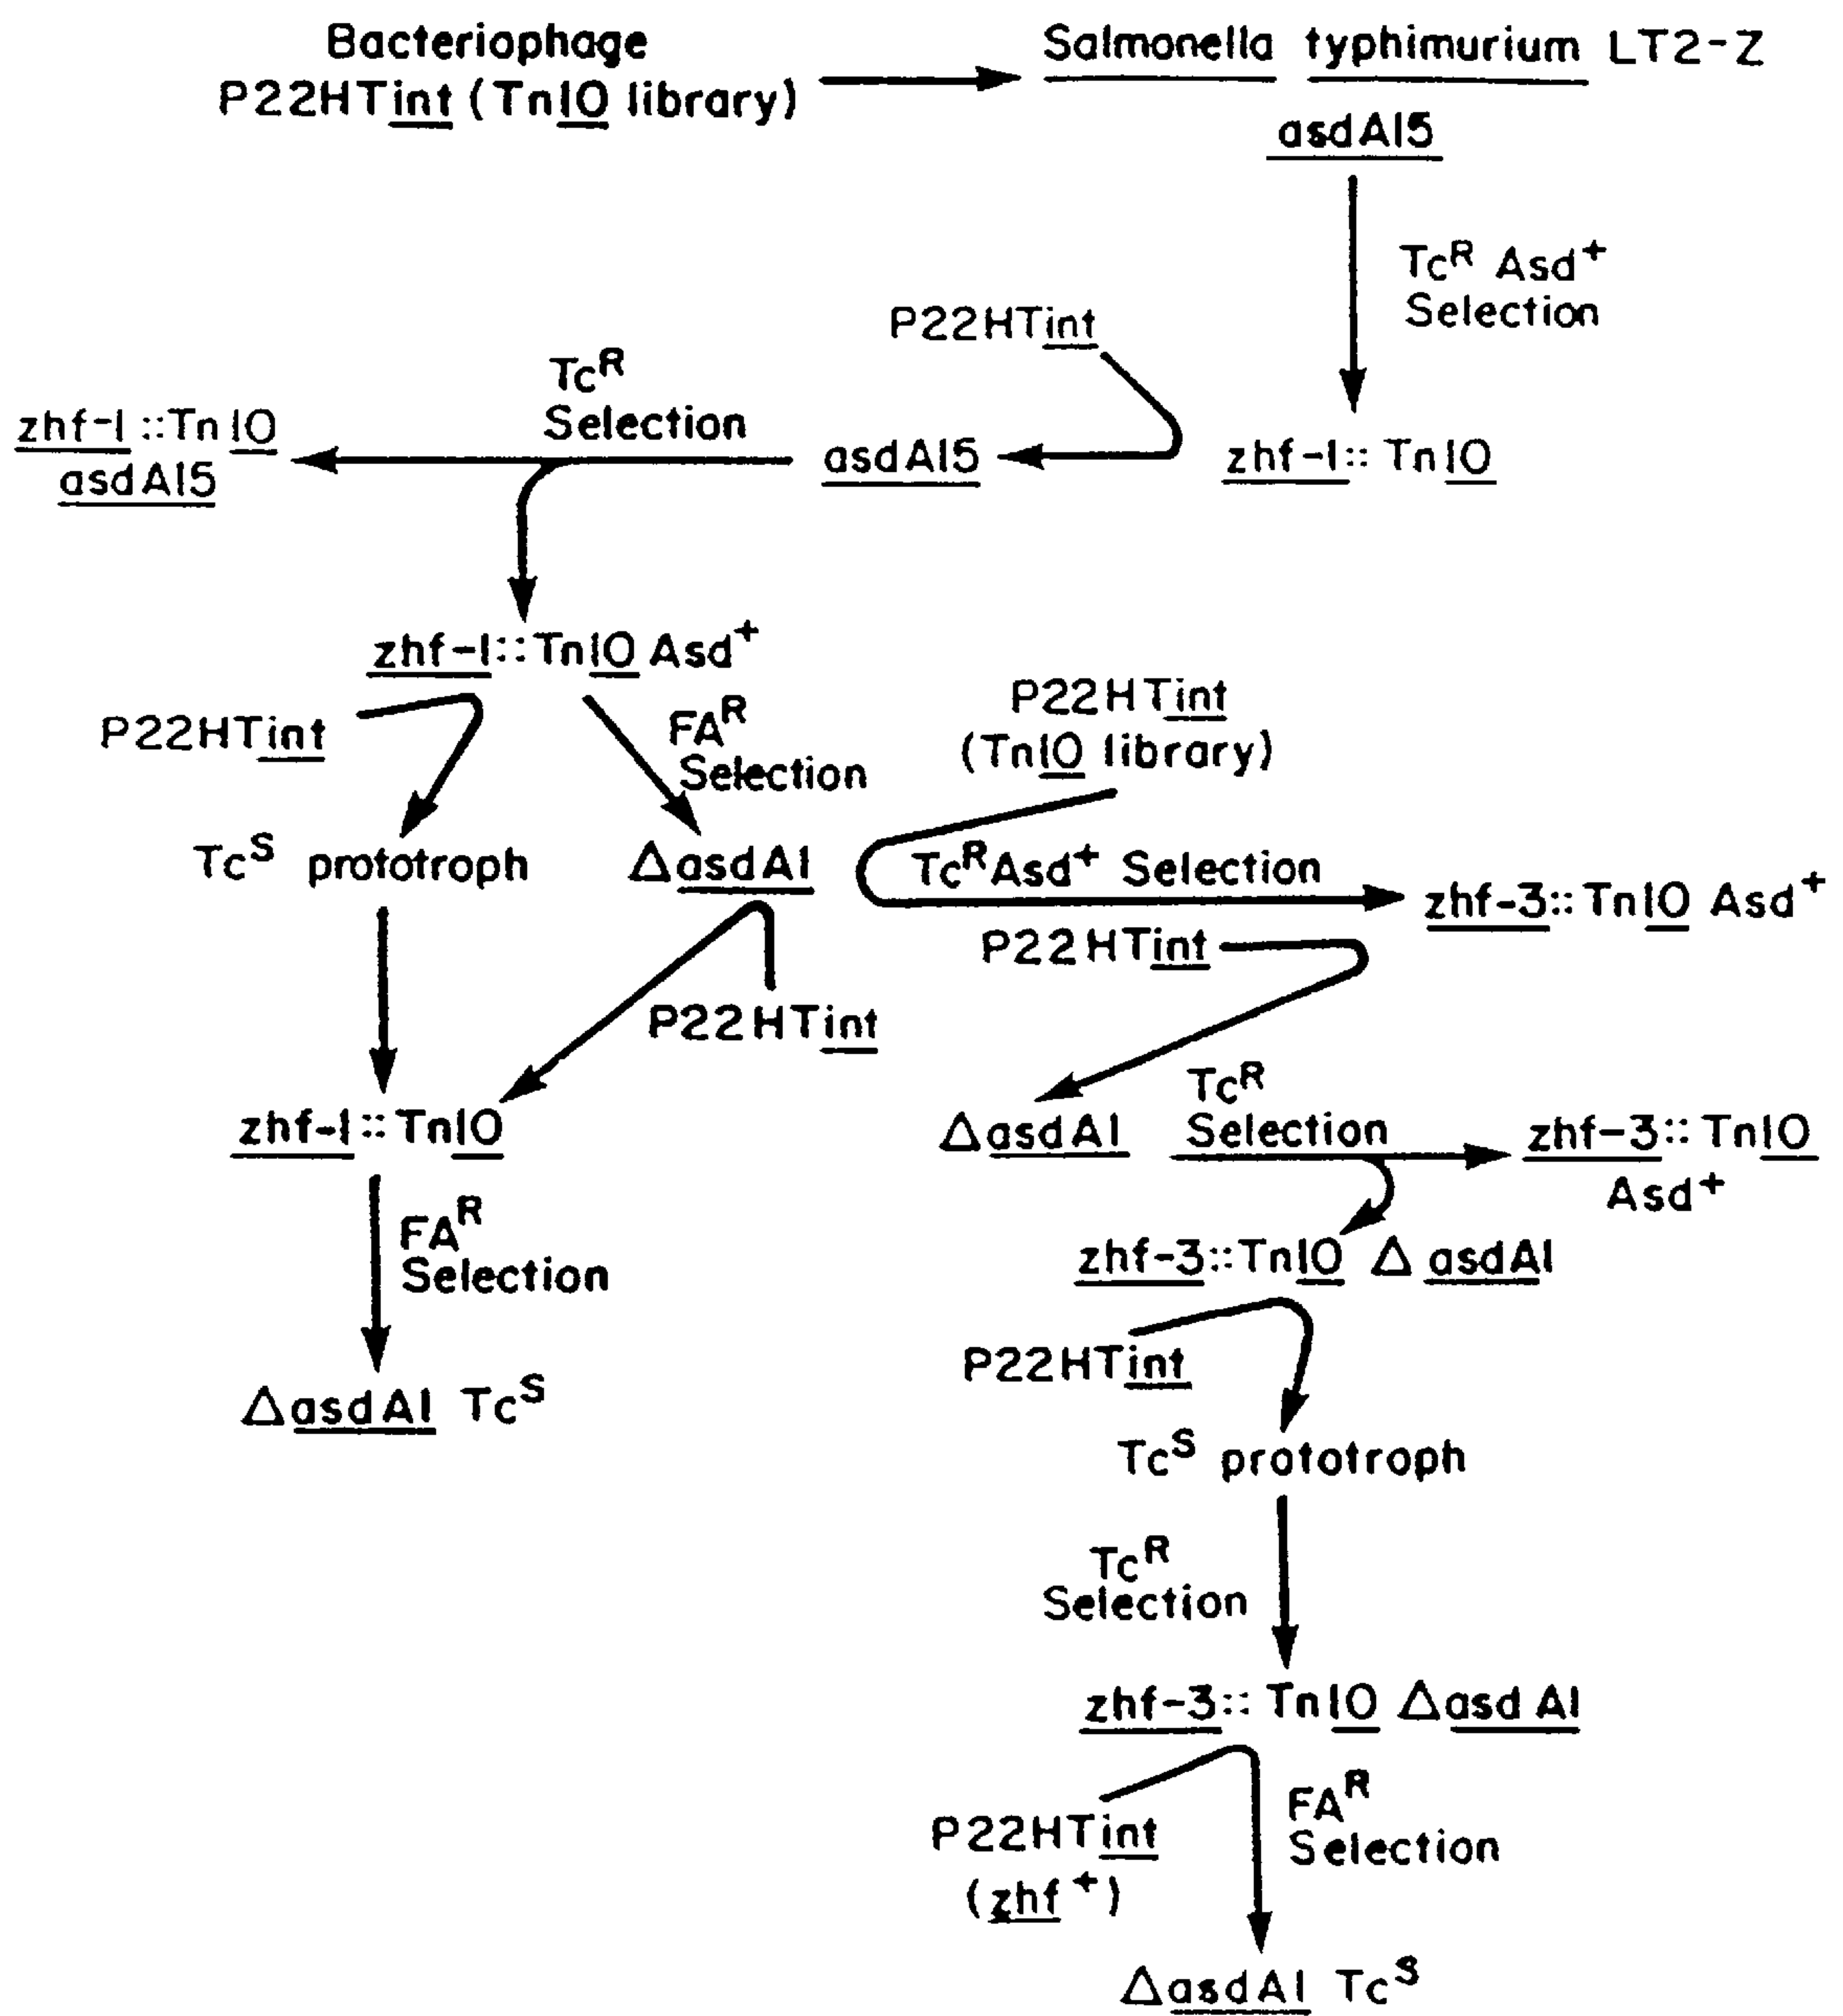 Bacteriophage
P22HTint (Tn10 library)
Salmonella typhimurium LT2-Z
asdA15
TcR Asd+
Selection
P22HTint
TcR
Selection
zhf-1::Tn10
asdA15
asdA15
zhf-1::Tn10
zhf-1::Tn10 Asd+
P22HTint
FAR
Selection
P22HTint
(Tn10 library)
TcS prototroph
ΔasdA1
TcRAsd+ Selection
zhf-3::Tn10 Asd+
P22HTint
P22HTint
zhf-1::Tn10
ΔasdA1
TcR
Selection
zhf-3::Tn10
Asd+
FAR
Selection
zhf-3::Tn10 ΔasdA1
P22HTint
ΔasdA1 TcS
TcS prototroph
TcR
Selection
zhf-3::Tn10 ΔasdA1
P22HTint
(zhf+)
FAR
Selection
ΔasdA1 TcS